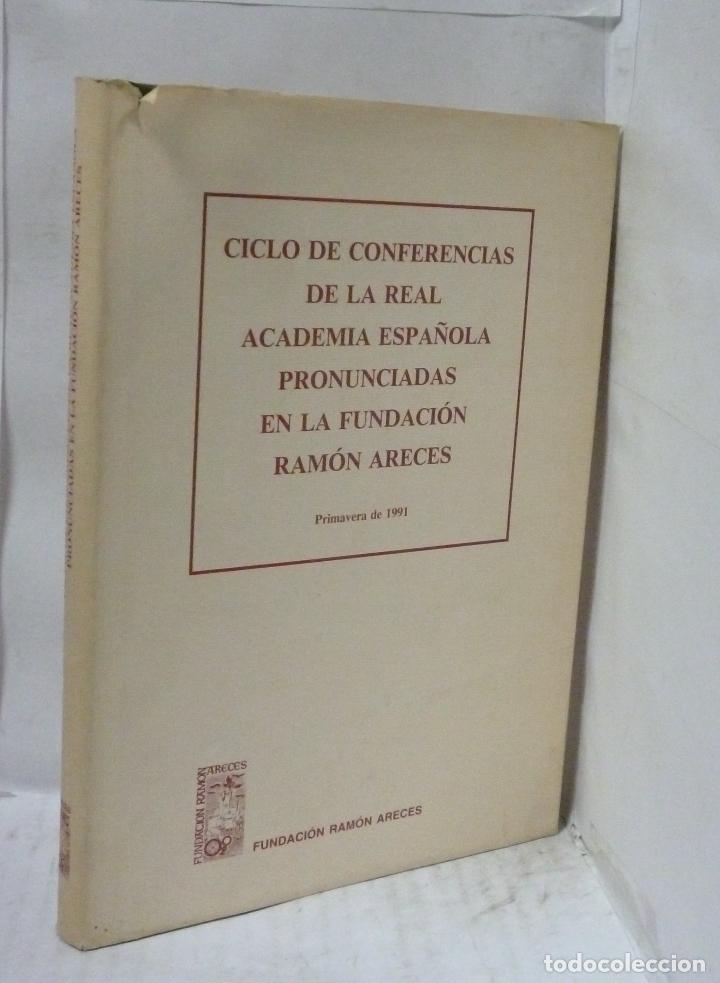 CICLO DE CONFERENCIAS
DE LA REAL
ACADEMIA ESPAÑOLA
PRONUNCIADAS
EN LA FUNDACIÓN
RAMÓN ARECES
Primavera de 1991
FUNDACION RAMON ARECES
FUNDACIÓN RAMÓN ARECES
PRONUNCIADAS EN LA FUNDACIÓN RAMÓN ARECES
todocoleccion